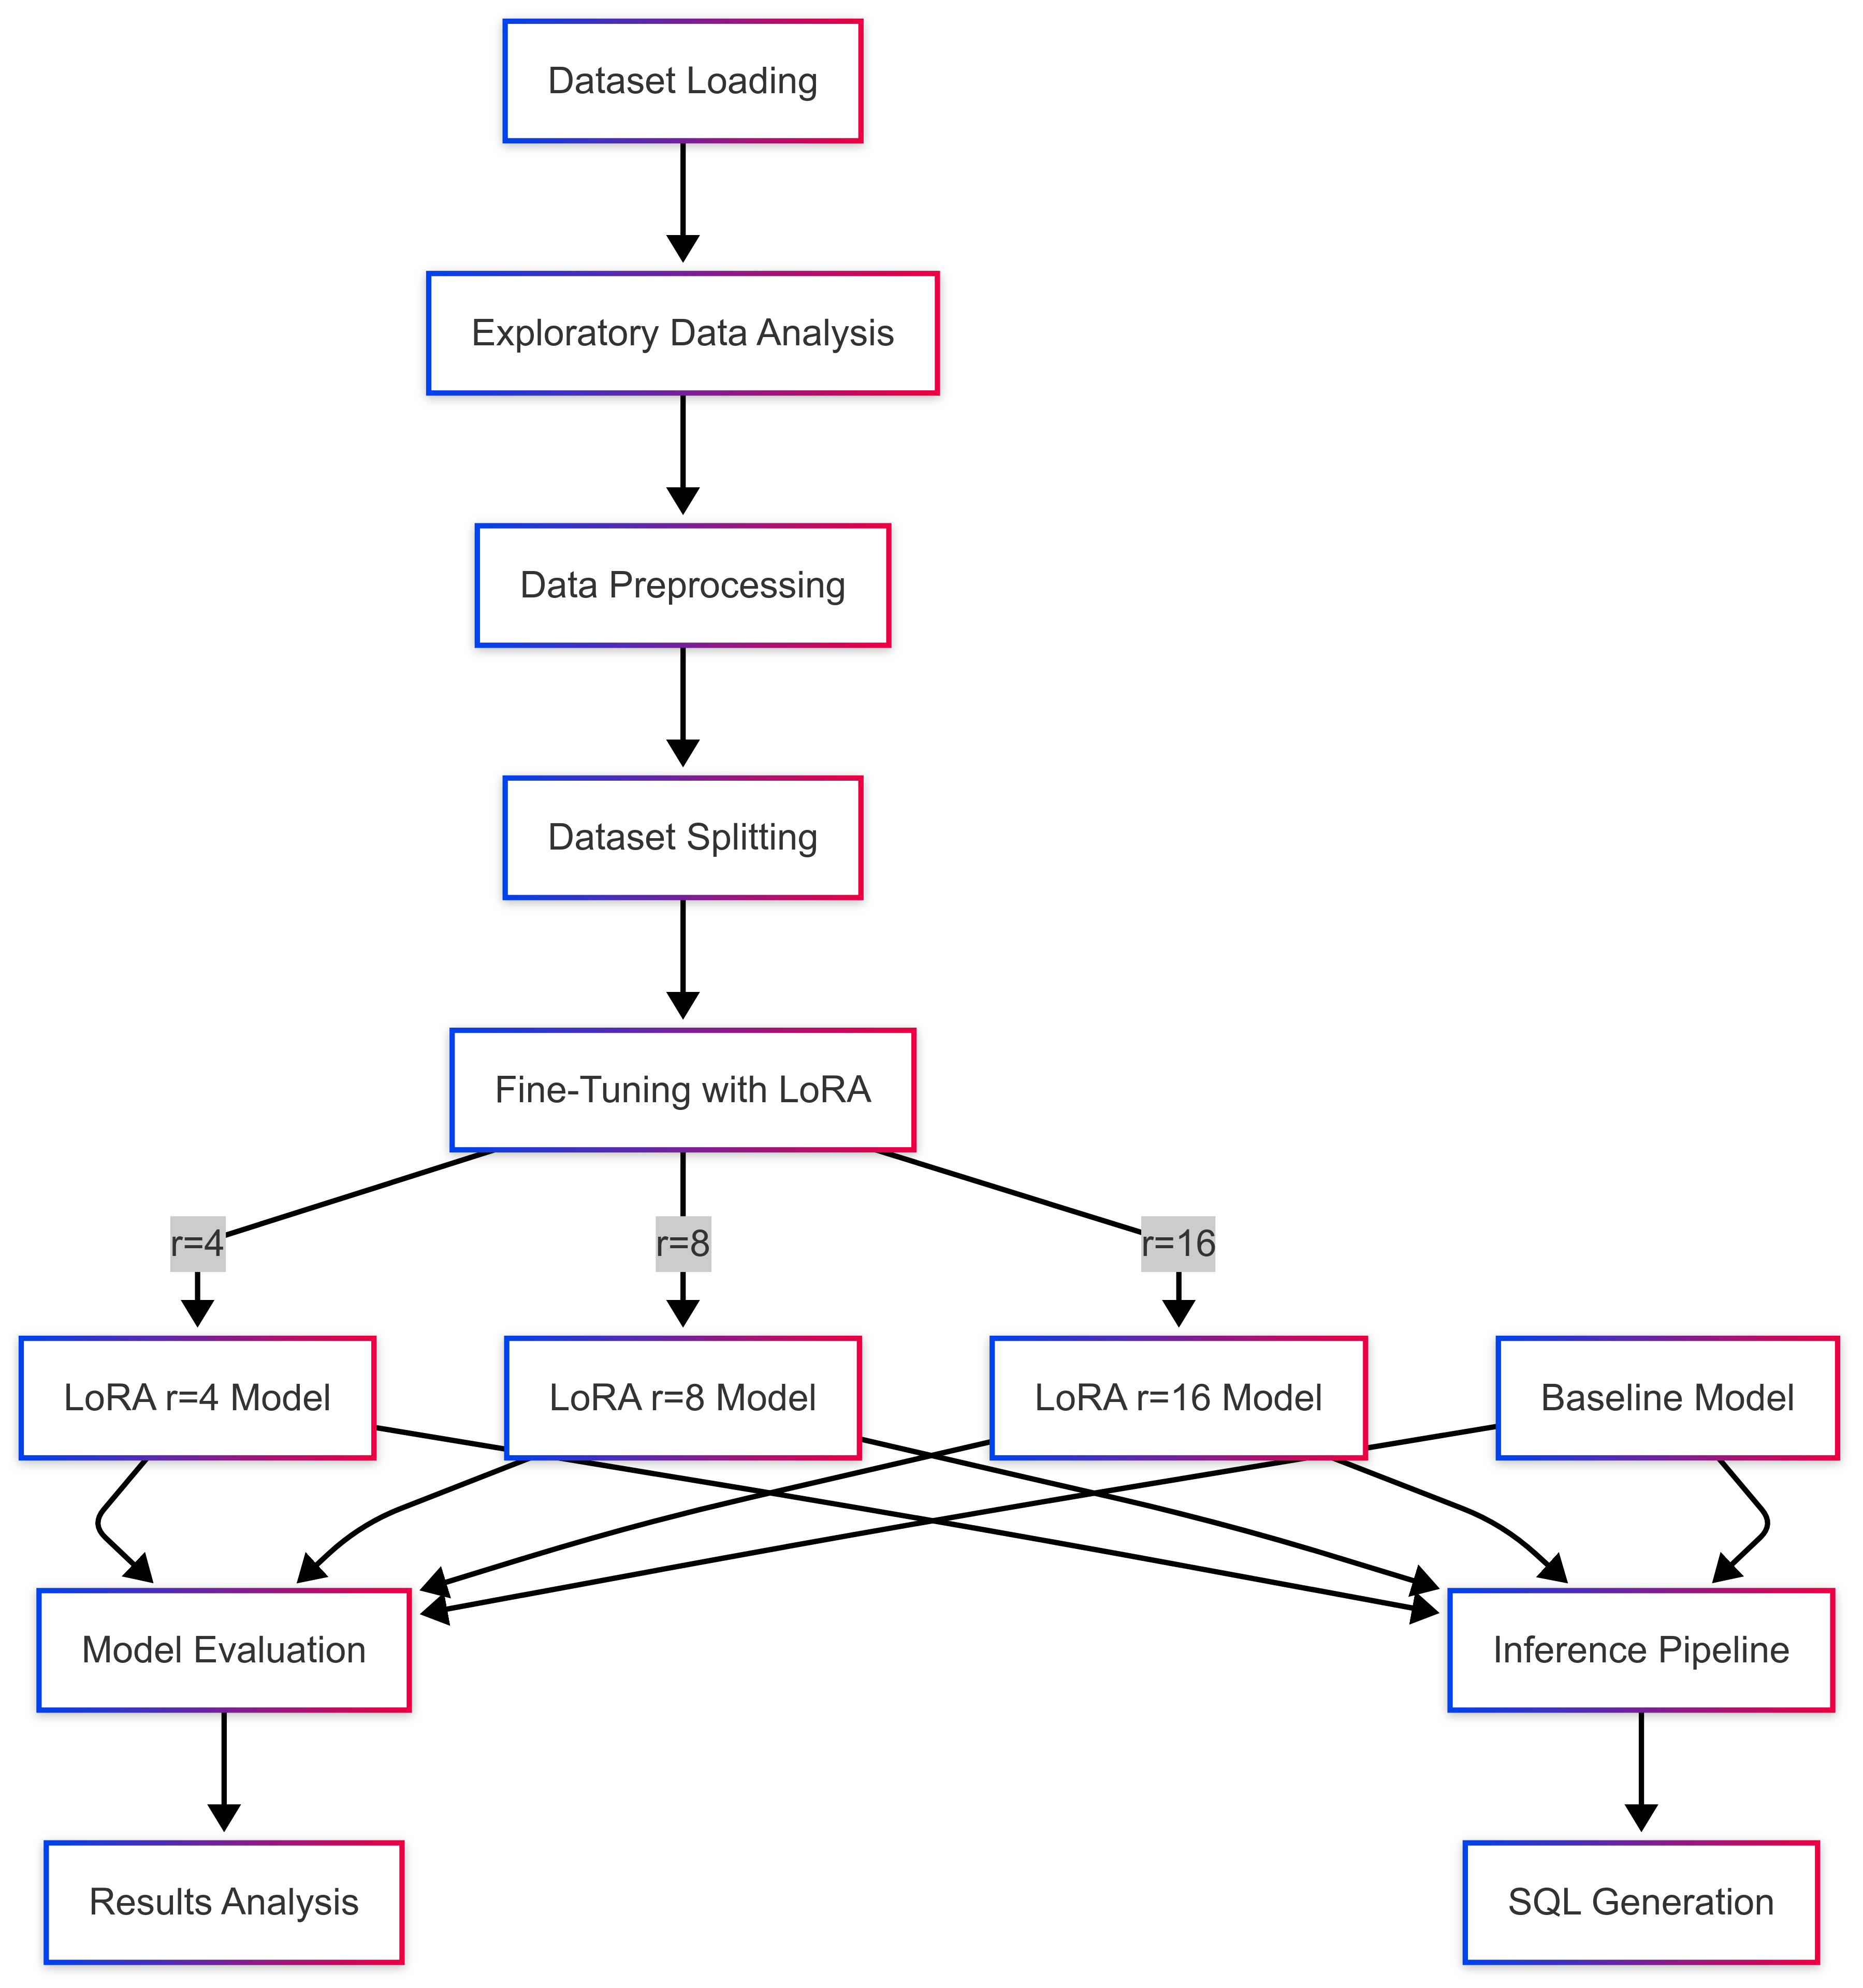 Dataset Loading
Exploratory Data Analysis
Data Preprocessing
Dataset Splitting
Fine-Tuning with LoRA
r=4
r=8
r=16
LoRA r=4 Model
LoRA r=8 Model
LoRA r=16 Model
Baseline Model
Model Evaluation
Inference Pipeline
Results Analysis
SQL Generation